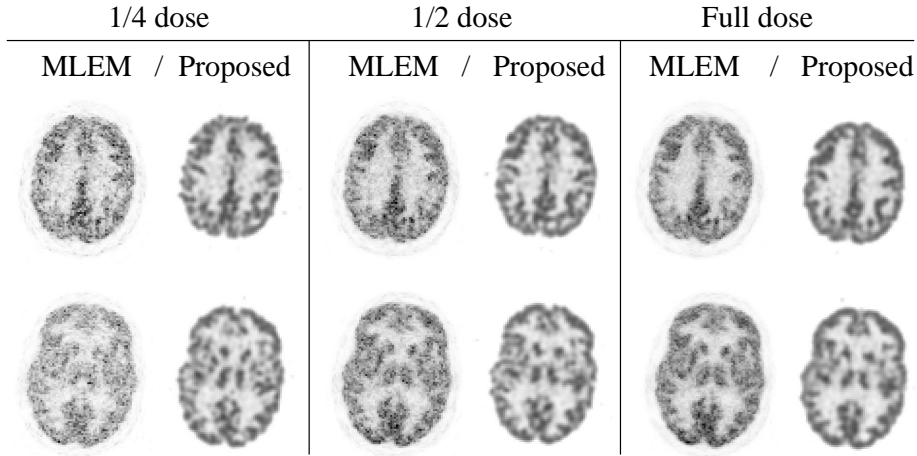 1/4 dose 1/2 dose Full dose
MLEM / Proposed MLEM / Proposed MLEM / Proposed